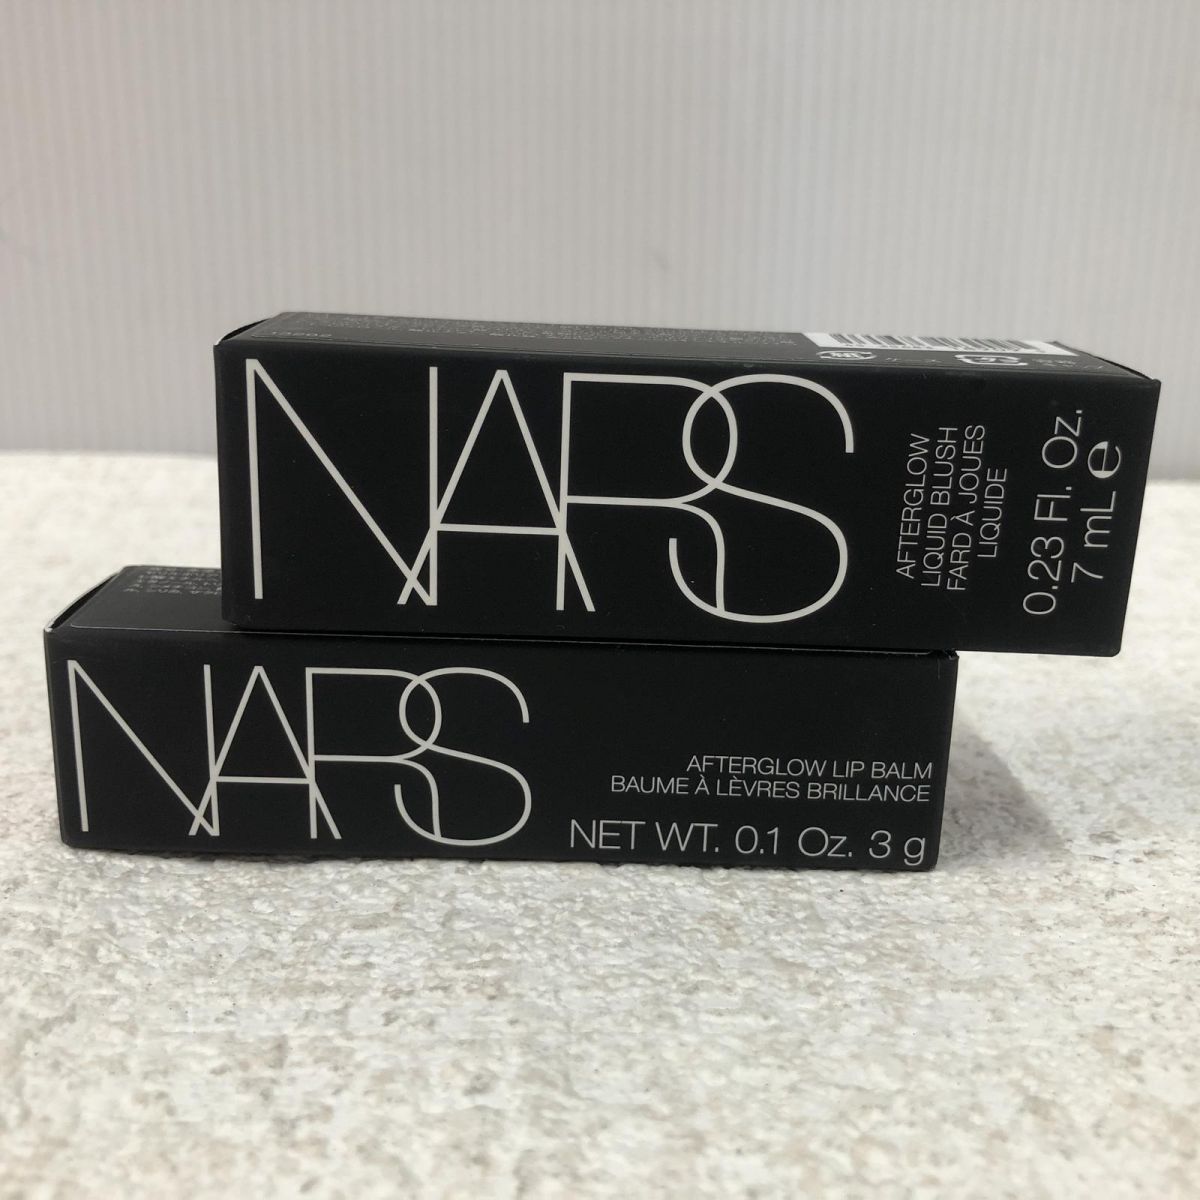 NARS
AFTERGLOW
LIQUID BLUSH
FARD À JOUES
LIQUIDE
0.23 Fl. Oz.
7 mL e
NARS
AFTERGLOW LIP BALM
BAUME À LÈVRES BRILLANCE
NET WT. 0.1 Oz. 3 g